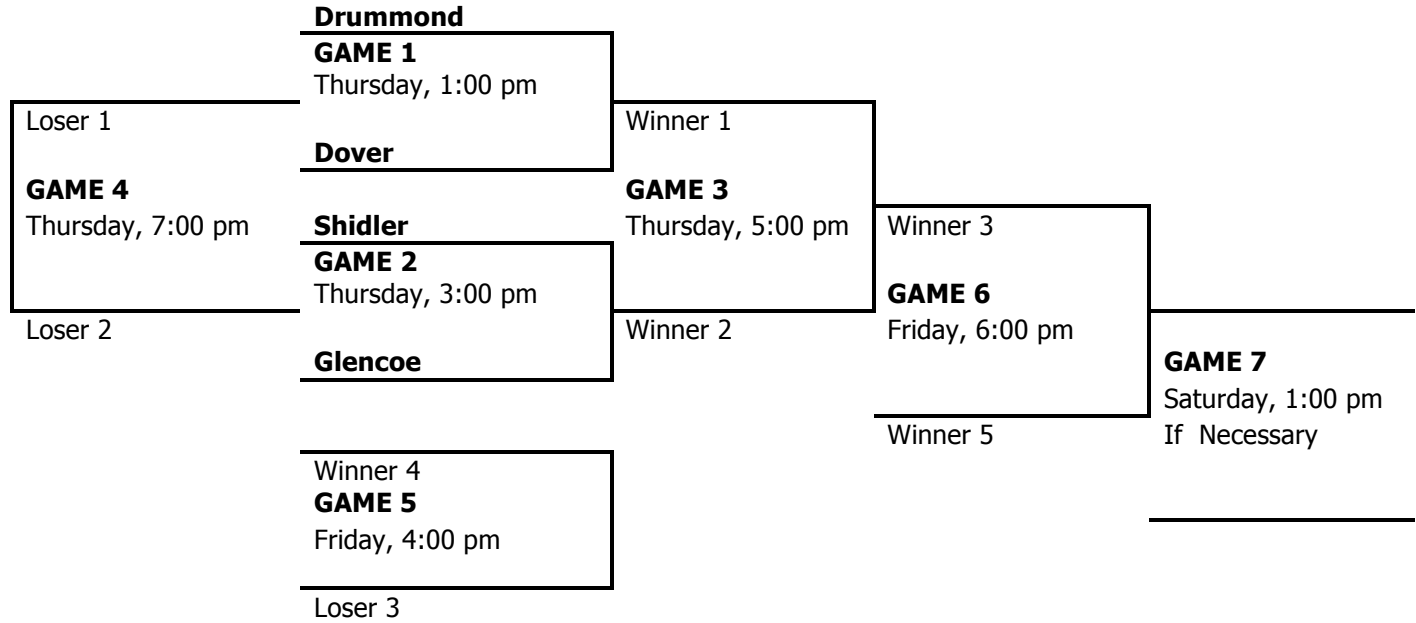 Drummond
GAME 1
Thursday, 1:00 pm
Loser 1
Winner 1
Dover
GAME 4
GAME 3
Thursday, 7:00 pm
Shidler
Thursday, 5:00 pm
Winner 3
GAME 2
Thursday, 3:00 pm
GAME 6
Loser 2
Winner 2
Friday, 6:00 pm
Glencoe
GAME 7
Saturday, 1:00 pm
Winner 5
If Necessary
Winner 4
GAME 5
Friday, 4:00 pm
Loser 3